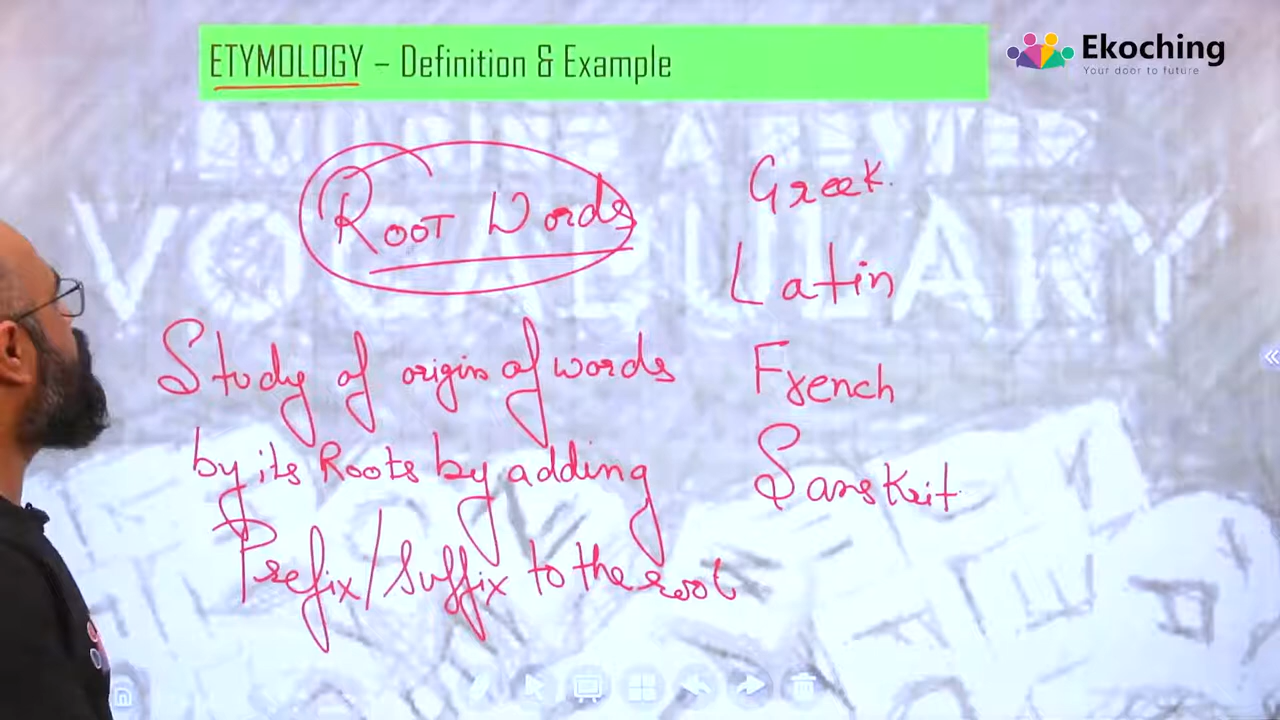 ETYMOLOGY – Definition & Example
Ekoching
Your door to future
ROOT Words
Study of origin of words
by its Roots by adding
Prefix/Suffix to the root
Greek.
Latin
French
Sanskrit
VOCABULARY